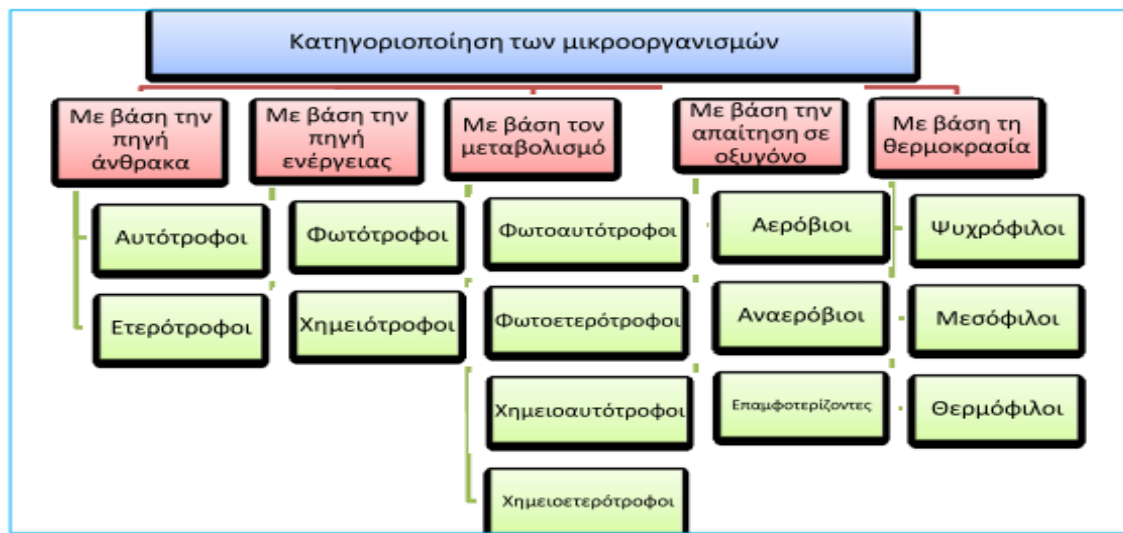 Κατηγοριοποίηση των μικροοργανισμών
Με βάση την
πηγή
άνθρακα
Αυτότροφοι
Ετερότροφοι
Με βάση την
πηγή
ενέργειας
Φωτότροφοι
Χημειότροφοι
Με βάση τον
μεταβολισμό
Φωτοαυτότροφοι
Φωτοετερότροφοι
Χημειοαυτότροφοι
Χημειοετερότροφοι
Με βάση την
απαίτηση σε
οξυγόνο
Αερόβιοι
Αναερόβιοι
Επαμφοτερίζοντες
Με βάση τη
θερμοκρασία
Ψυχρόφιλοι
Μεσόφιλοι
Θερμόφιλοι